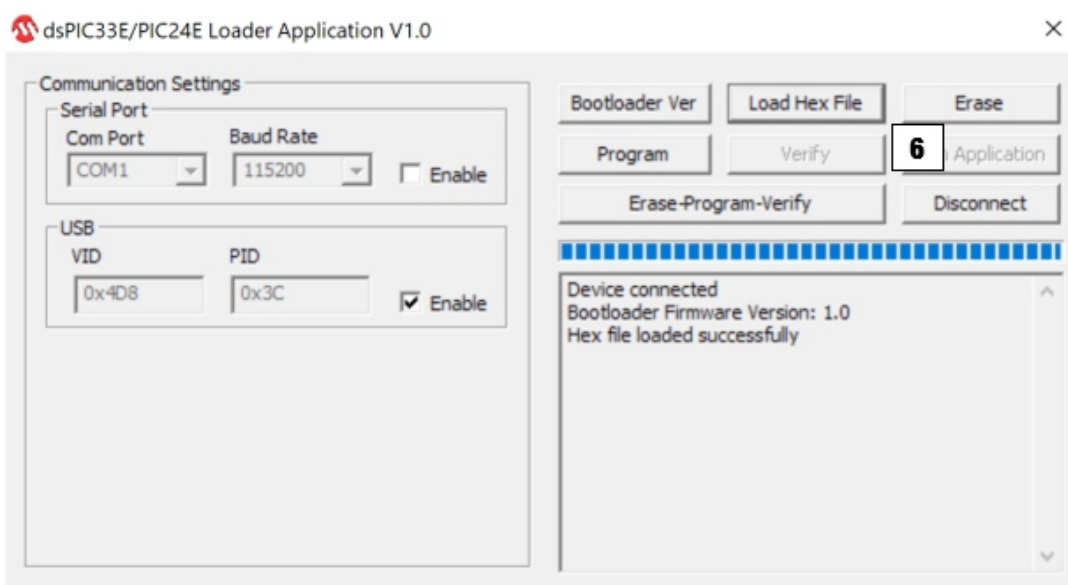 dsPIC33E/PIC24E Loader Application V1.0
Communication Settings
Serial Port
Com Port Baud Rate
COM1 115200 Enable
USB
VID PID
0x4D8 0x3C Enable
Bootloader Ver Load Hex File Erase
Program Verify 6 Application
Erase-Program-Verify Disconnect
Device connected
Bootloader Firmware Version: 1.0
Hex file loaded successfully